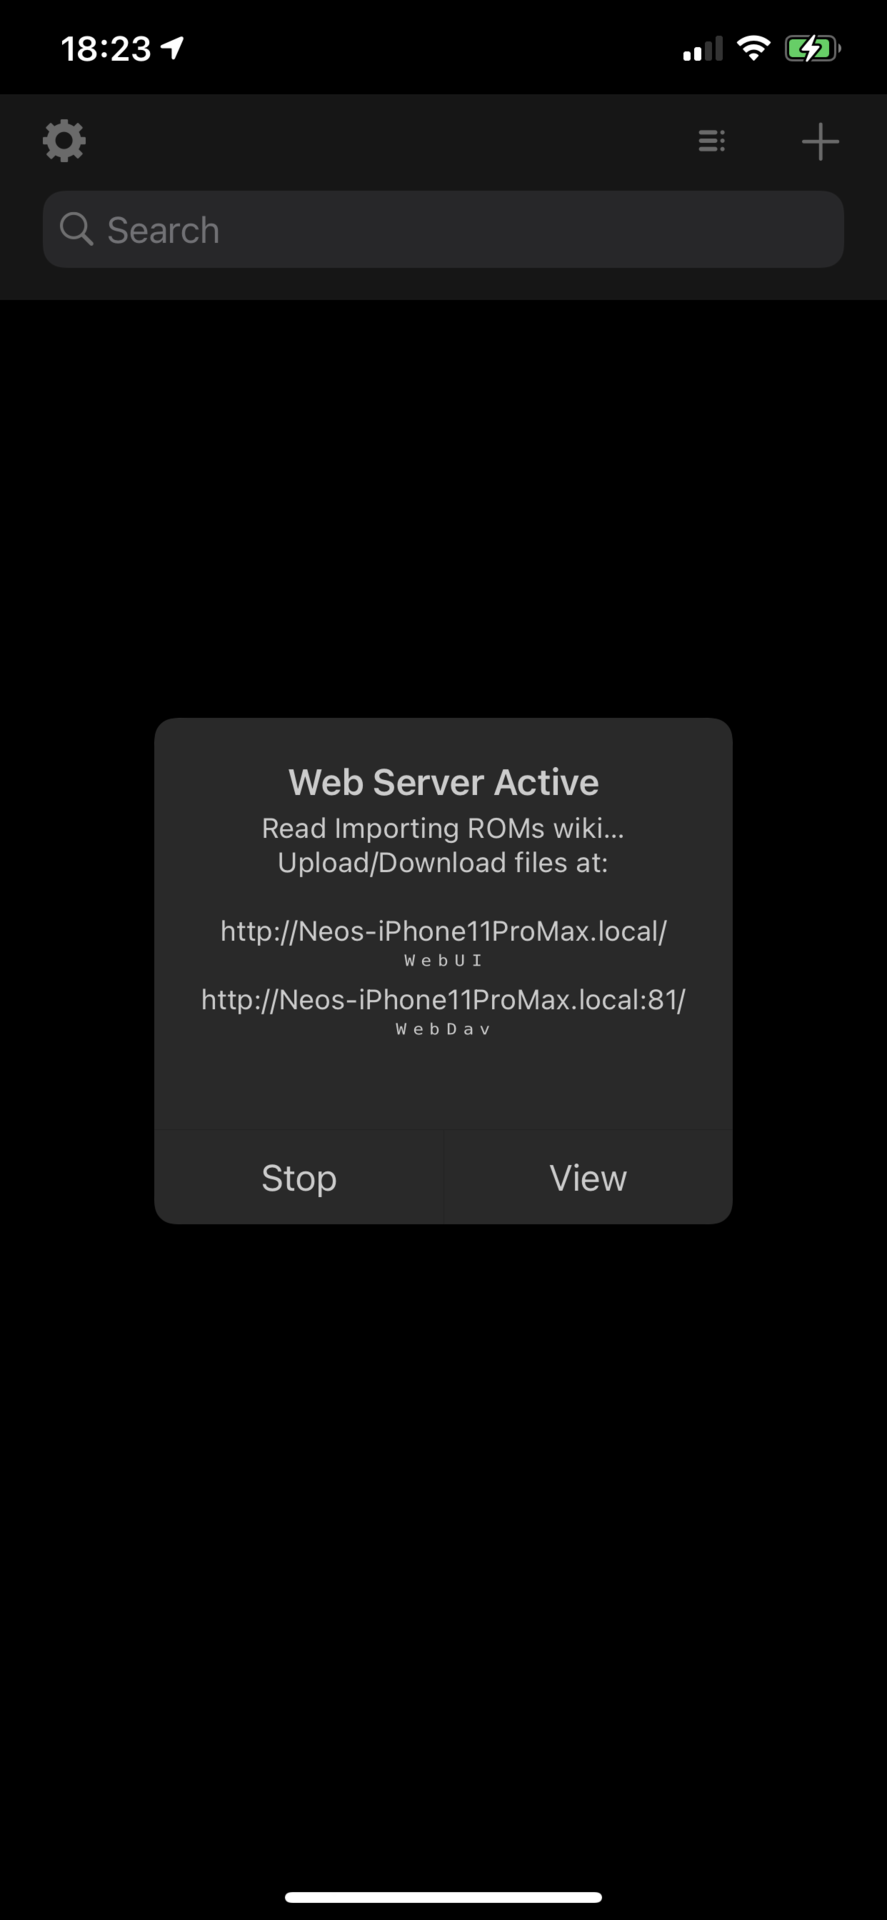 18:23
Search
Web Server Active
Read Importing ROMs wiki...
Upload/Download files at:
http://Neos-iPhone11ProMax.local/
WebUI
http://Neos-iPhone11ProMax.local:81/
WebDav
Stop
View